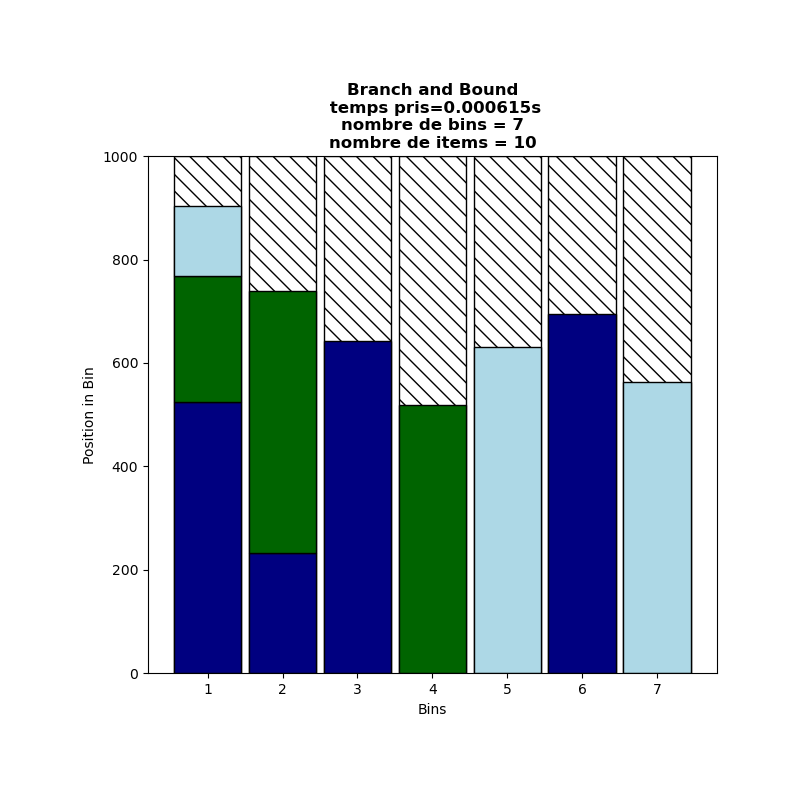 Branch and Bound
temps pris=0.000615s
nombre de bins = 7
nombre de items = 10
1000
800
600
400
200
0
Position in Bin
1 2 3 4 5 6 7
Bins